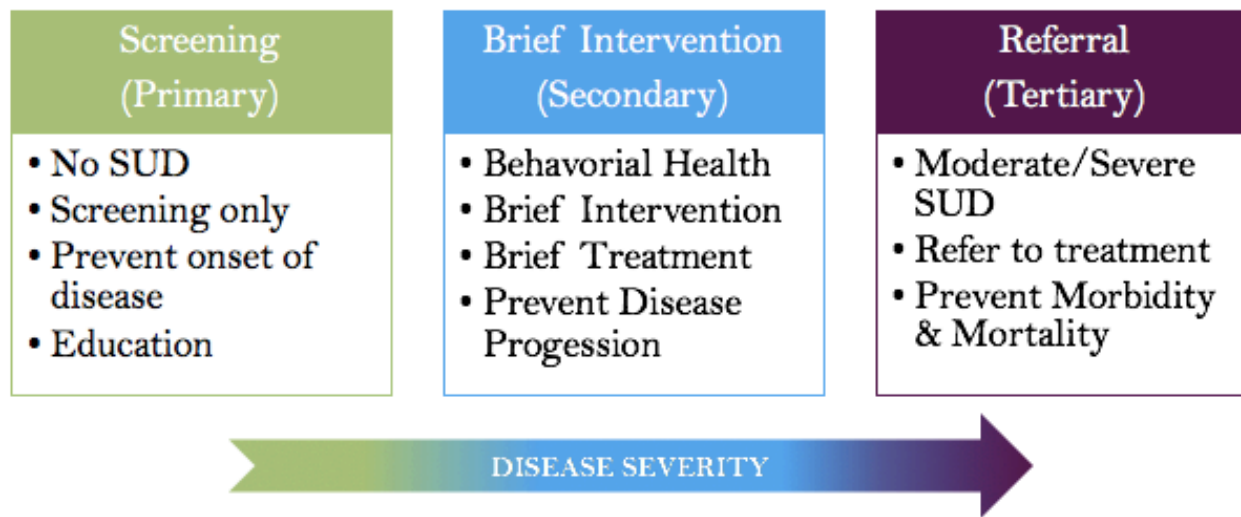 Screening
(Primary)
• No SUD
• Screening only
• Prevent onset of
disease
• Education
Brief Intervention
(Secondary)
• Behavorial Health
• Brief Intervention
• Brief Treatment
• Prevent Disease
Progession
Referral
(Tertiary)
• Moderate/Severe
SUD
• Refer to treatment
• Prevent Morbidity
& Mortality
DISEASE SEVERITY